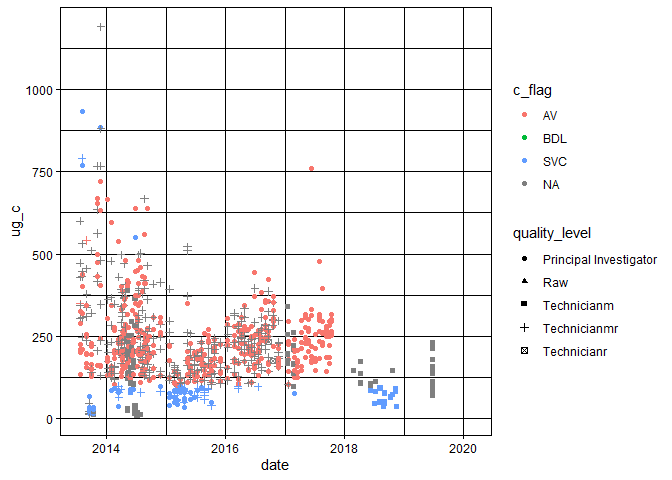 1000
750
500
250
0
ug_c
2014
2016
2018
2020
date
c_flag
AV
BDL
SVC
NA
quality_level
Principal Investigator
Raw
Technicianm
Technicianmr
Technicianr